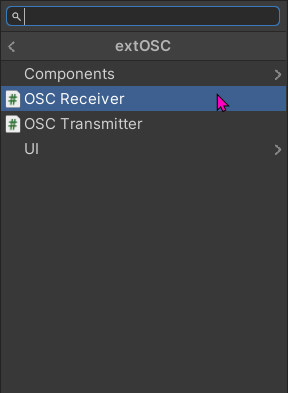 extOSC
Components
OSC Receiver
OSC Transmitter
UI